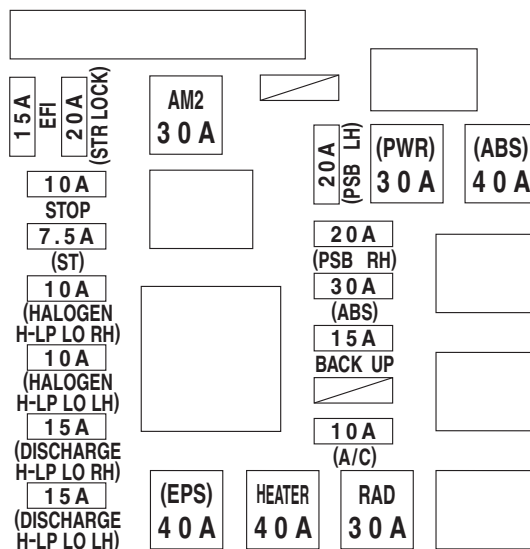 15A
EFI
20A
(STR LOCK)
AM2
30A
20A
(PSB LH)
(PWR)
30A
(ABS)
40A
10A
STOP
7.5A
(ST)
10A
(HALOGEN
H-LP LO RH)
10A
(HALOGEN
H-LP LO LH)
15A
(DISCHARGE
H-LP LO RH)
15A
(DISCHARGE
H-LP LO LH)
20A
(PSB RH)
30A
(ABS)
15A
BACK UP
10A
(A/C)
(EPS)
40A
HEATER
40A
RAD
30A